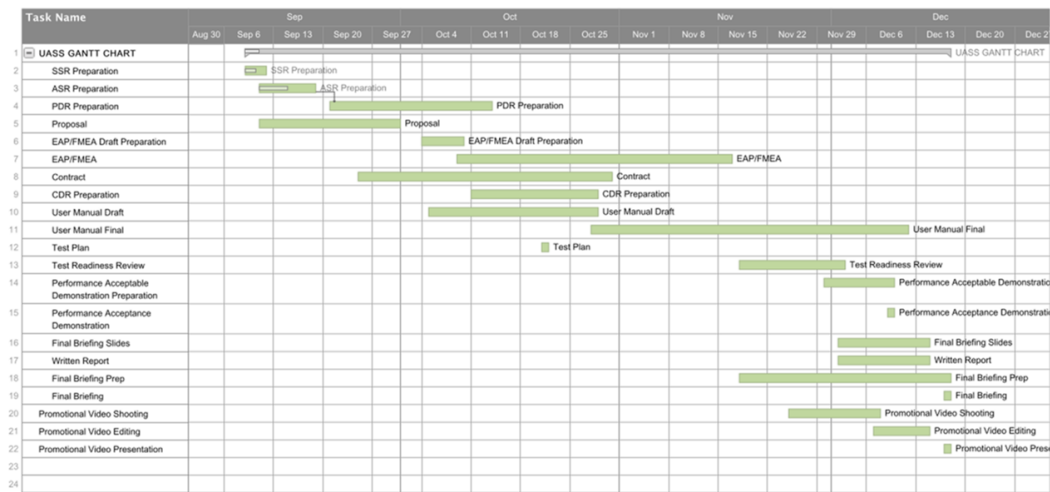 Task Name
Sep Oct Nov Dec
Aug 30 Sep 6 Sep 13 Sep 20 Sep 27 Oct 4 Oct 11 Oct 18 Oct 25 Nov 1 Nov 8 Nov 15 Nov 22 Nov 29 Dec 6 Dec 13 Dec 20 Dec 2
1 UASS GANTT CHART UASS GANTT CHART
2 SSR Preparation SSR Preparation
3 ASR Preparation ASR Preparation
4 PDR Preparation PDR Preparation
5 Proposal Proposal
6 EAP/FMEA Draft Preparation EAP/FMEA Draft Preparation
7 EAP/FMEA EAP/FMEA
8 Contract Contract
9 CDR Preparation CDR Preparation
10 User Manual Draft User Manual Draft
11 User Manual Final User Manual Final
12 Test Plan Test Plan
13 Test Readiness Review Test Readiness Review
14 Performance Acceptable Performance Acceptable Demonstratio
Demonstration Preparation
15 Performance Acceptance Performance Acceptance Demonstrati
Demonstration
16 Final Briefing Slides Final Briefing Slides
17 Written Report Written Report
18 Final Briefing Prep Final Briefing Prep
19 Final Briefing Final Briefing
20 Promotional Video Shooting Promotional Video Shooting
21 Promotional Video Editing Promotional Video Editing
22 Promotional Video Presentation Promotional Video Pres
23
24